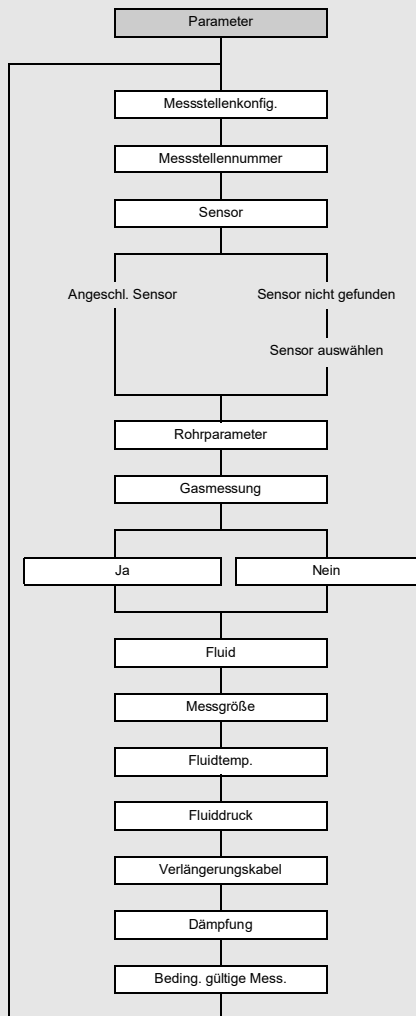 Parameter
Messstellenkonfig.
Messstellennummer
Sensor
Angeschl. Sensor
Sensor nicht gefunden
Sensor auswählen
Rohrparameter
Gasmessung
Ja
Nein
Fluid
Messgröße
Fluidtemp.
Fluiddruck
Verlängerungskabel
Dämpfung
Beding. gültige Mess.